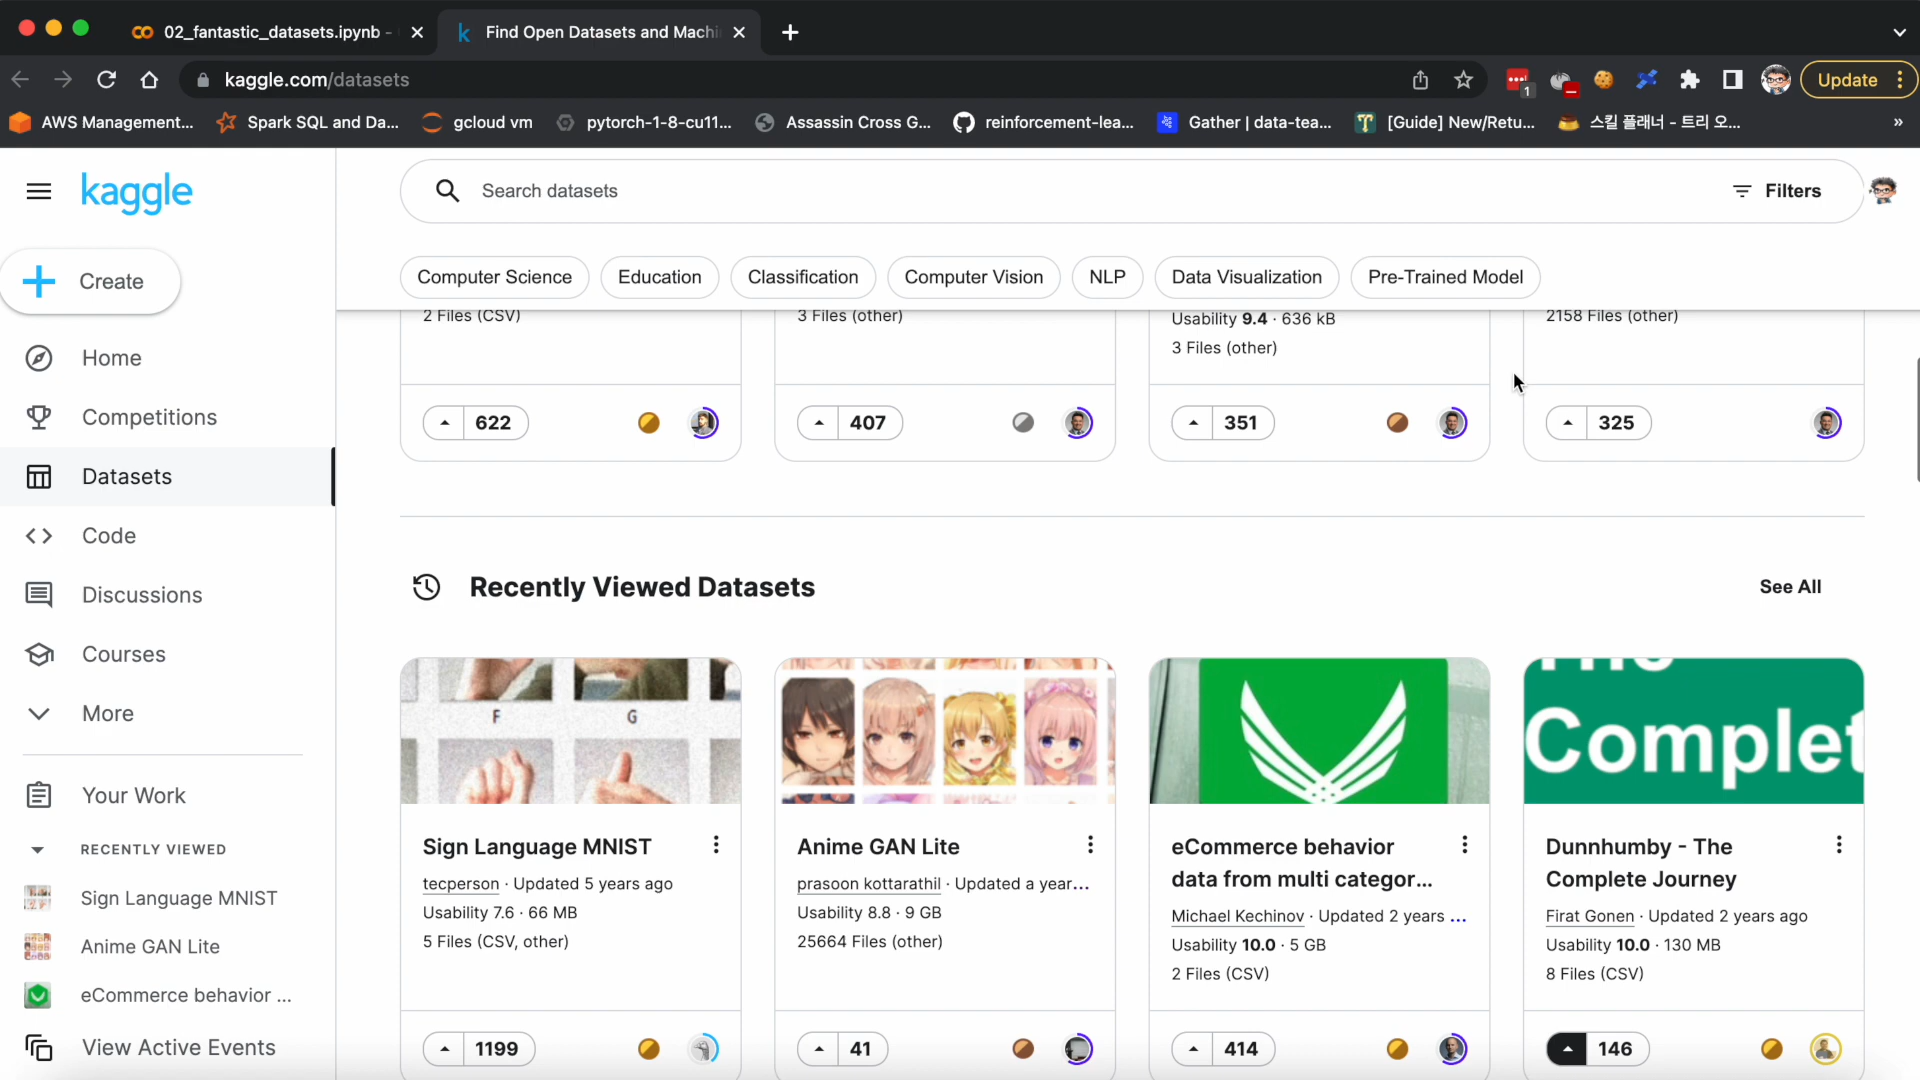 02_fantastic_datasets.ipynb -
Find Open Datasets and Machi
kaggle.com/datasets
1
Update
AWS Management...
Spark SQL and Da...
gcloud vm
pytorch-1-8-cu11...
Assassin Cross G...
reinforcement-lea...
Gather | data-tea...
[Guide] New/Retu...
스킬 플래너 - 트리 오...
»
kaggle
Search datasets
Filters
Create
Computer Science
Education
Classification
Computer Vision
NLP
Data Visualization
Pre-Trained Model
2 Files (CSV)
3 Files (other)
Usability 9.4 · 636 kB
3 Files (other)
2158 Files (other)
622
407
351
325
Home
Competitions
Datasets
Code
Discussions
Courses
More
Your Work
RECENTLY VIEWED
Sign Language MNIST
Anime GAN Lite
eCommerce behavior ...
View Active Events
Recently Viewed Datasets
See All
F
G
Sign Language MNIST
tecperson · Updated 5 years ago
Usability 7.6 · 66 MB
5 Files (CSV, other)
1199
Anime GAN Lite
prasoon kottarathil · Updated a year...
Usability 8.8 · 9 GB
25664 Files (other)
41
eCommerce behavior
data from multi categor...
Michael Kechinov · Updated 2 years ...
Usability 10.0 · 5 GB
2 Files (CSV)
414
The
Complet
Dunnhumby - The
Complete Journey
Firat Gonen · Updated 2 years ago
Usability 10.0 · 130 MB
8 Files (CSV)
146